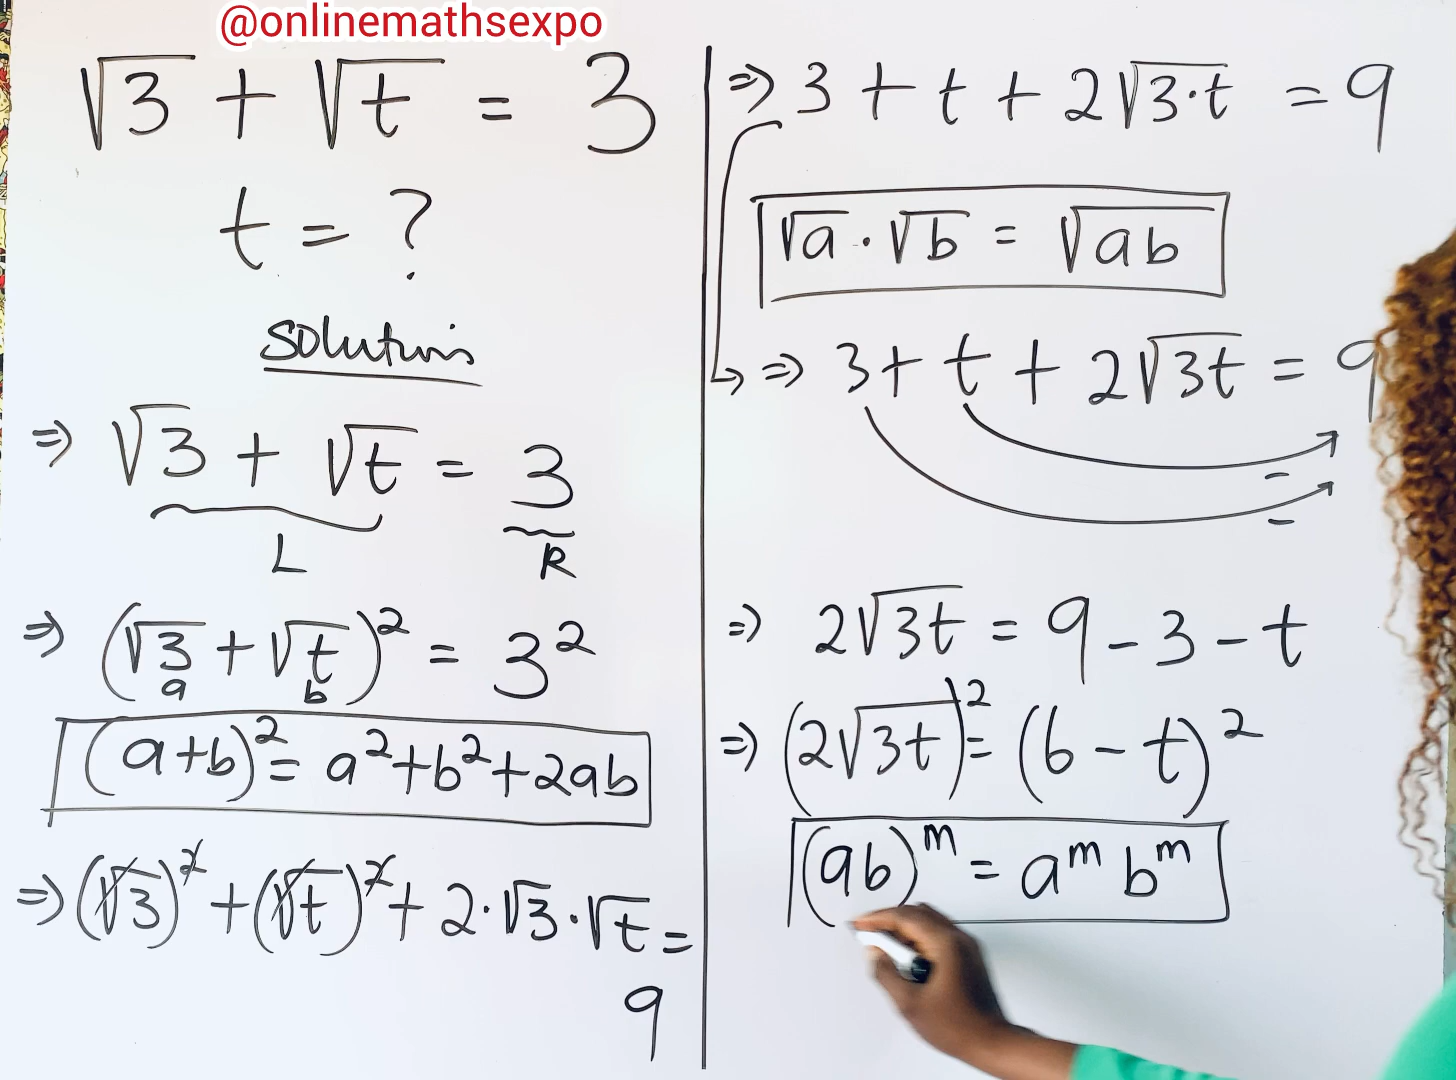 @onlinemathsexpo
√3 + √t = 3
t = ?
Solution
⇒ √3 + √t = 3
L R
⇒ (√3 + √t)² = 3²
a b
(a+b)² = a²+b²+2ab
⇒ (√3)² + (√t)² + 2·√3·√t =
9
⇒ 3 + t + 2√3·t = 9
√a · √b = √ab
⇒ 3 + t + 2√3t = 9
- 
-
⇒ 2√3t = 9 - 3 - t
⇒ (2√3t)² = (6 - t)²
(ab)ᵐ = aᵐ bᵐ